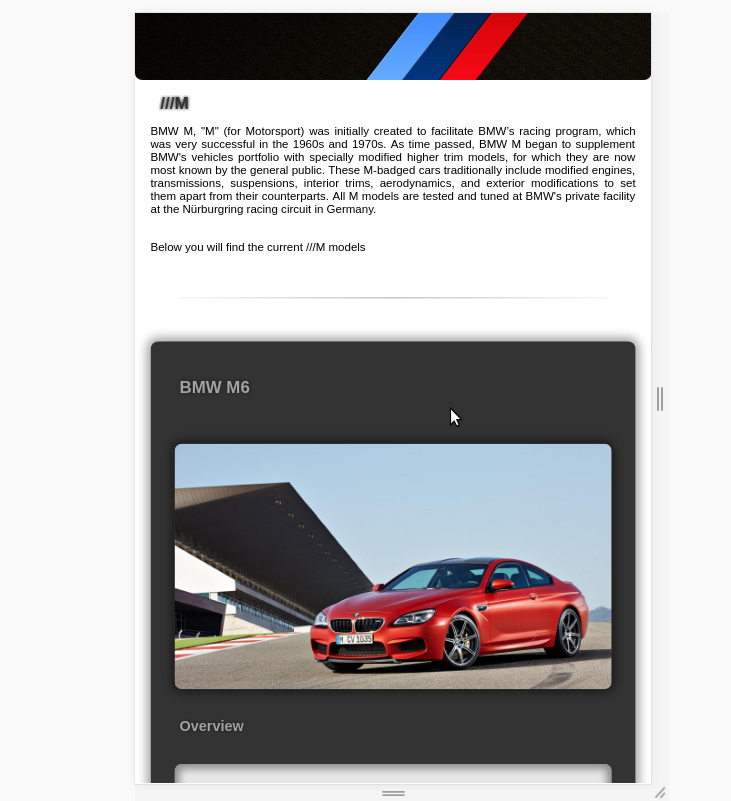 ///M
BMW M, "M" (for Motorsport) was initially created to facilitate BMW's racing program, which
was very successful in the 1960s and 1970s. As time passed, BMW M began to supplement
BMW's vehicles portfolio with specially modified higher trim models, for which they are now
most known by the general public. These M-badged cars traditionally include modified engines,
transmissions, suspensions, interior trims, aerodynamics, and exterior modifications to set
them apart from their counterparts. All M models are tested and tuned at BMW's private facility
at the Nürburgring racing circuit in Germany.
Below you will find the current ///M models
BMW M6
M CV 1035
Overview